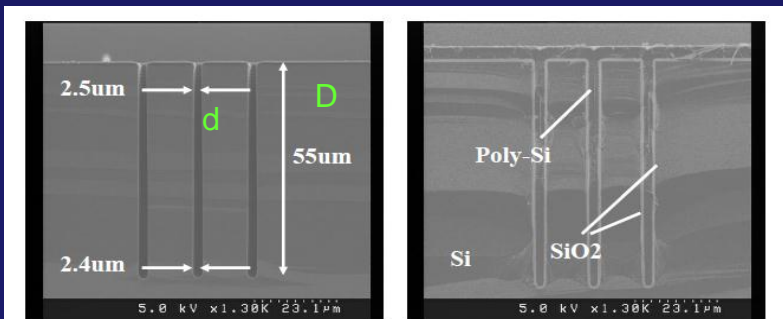 2.5um
D
d
55um
2.4um
5.0 kV x1.30K 23.1µm
Poly-Si
SiO2
Si
5.0 kV x1.30K 23.1µm